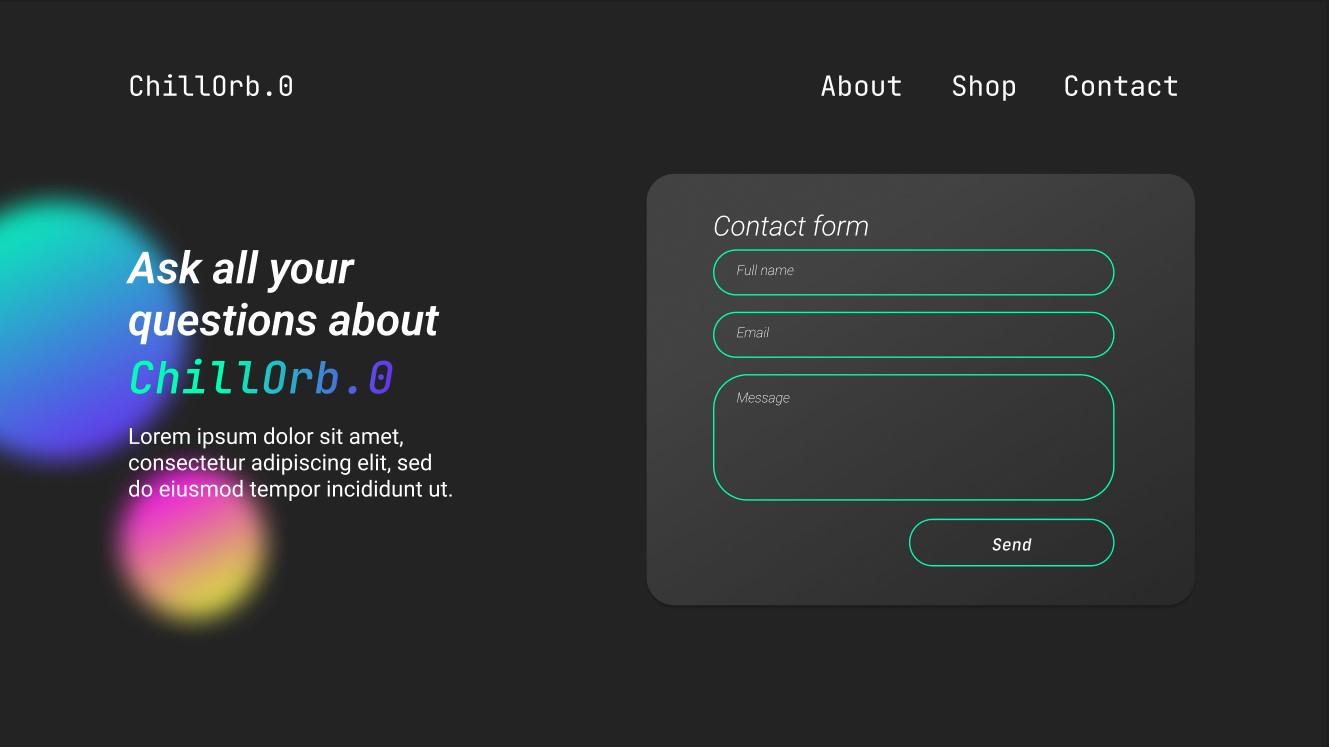 ChillOrb.0
About Shop Contact
Ask all your
questions about
ChillOrb.0
Lorem ipsum dolor sit amet,
consectetur adipiscing elit, sed
do eiusmod tempor incididunt ut.
Contact form
Full name
Email
Message
Send